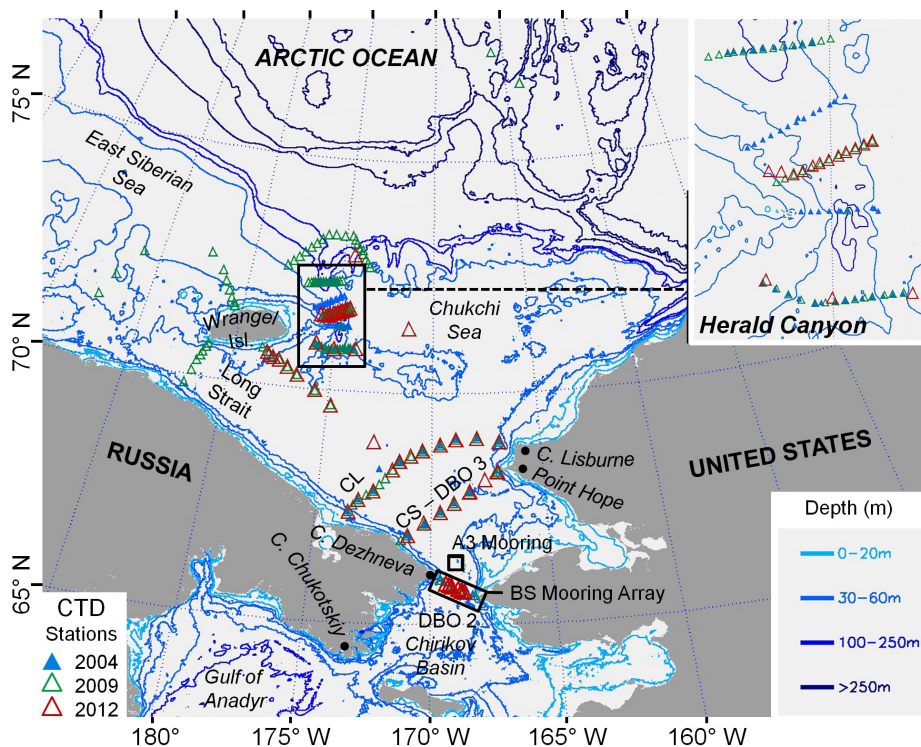 ARCTIC OCEAN
75° N
East Siberian
Sea
Wrangel
Isl
Chukchi
Sea
Herald Canyon
70° N
Long
Strait
RUSSIA
UNITED STATES
CL
CS – DBO 3
C. Lisburne
Point Hope
C. Dezhneva
A3 Mooring
C. Chukotskiy
BS Mooring Array
65° N
DBO 2
Chirikov
Basin
Gulf of
Anadyr
CTD
Stations
2004
2009
2012
Depth (m)
0–20m
30–60m
100–250m
>250m
180°
175° W
170° W
165° W
160° W